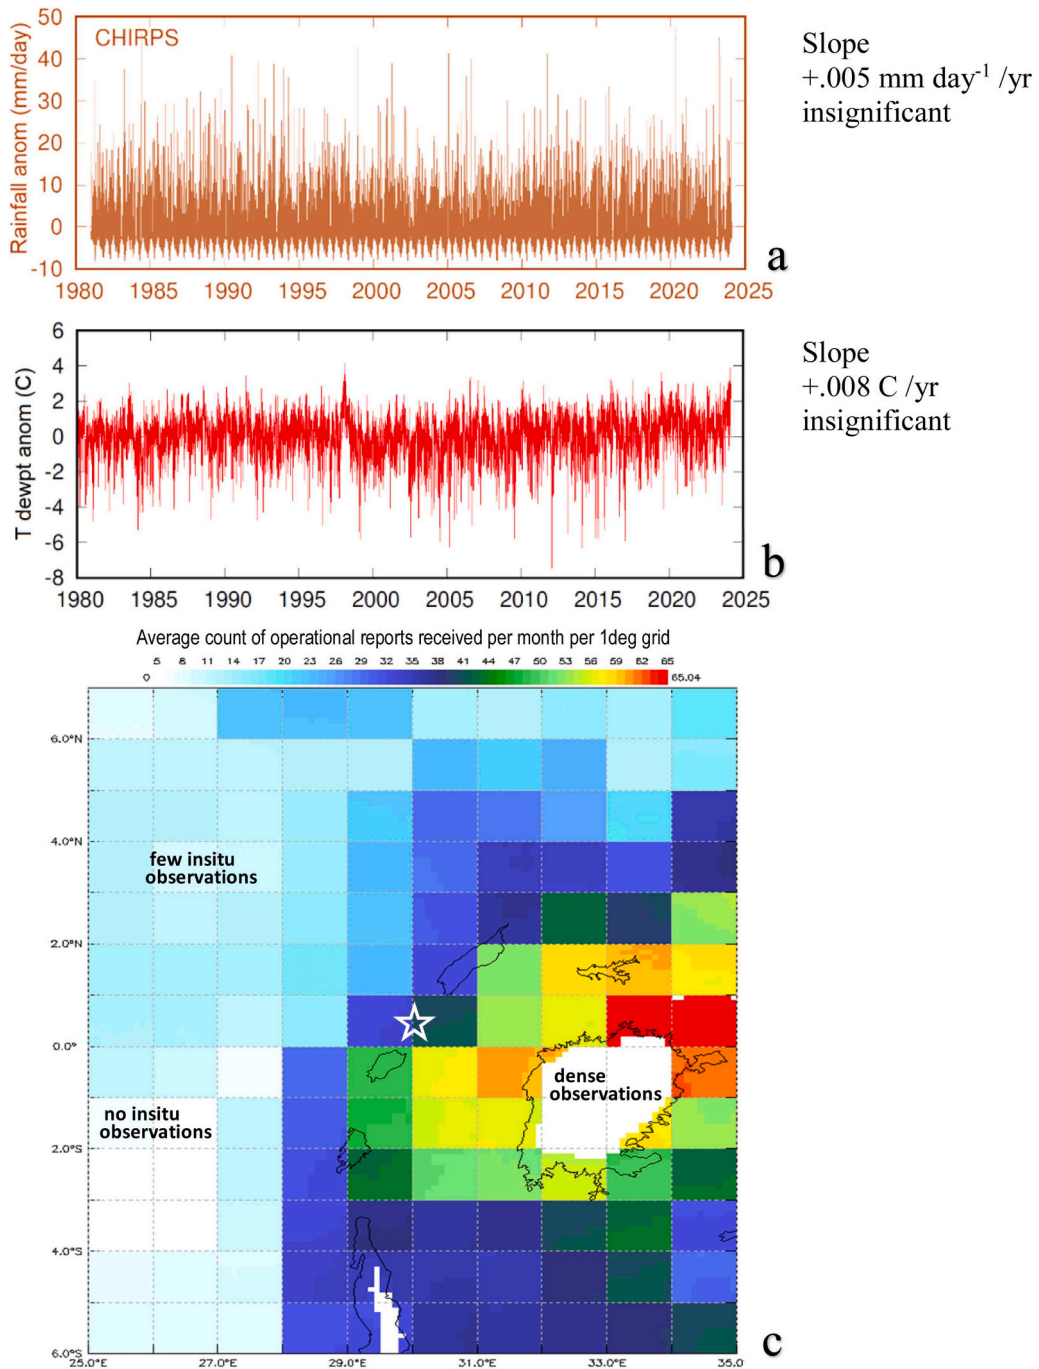 50
40
30
20
10
0
-10
Rainfall anom (mm/day)
CHIRPS
1980 1985 1990 1995 2000 2005 2010 2015 2020 2025
a
Slope
+.005 mm day-1 /yr
insignificant
6
4
2
0
-2
-4
-6
-8
T dewpt anom (C)
1980 1985 1990 1995 2000 2005 2010 2015 2020 2025
b
Slope
+.008 C /yr
insignificant
Average count of operational reports received per month per 1deg grid
5 8 11 14 17 20 23 26 29 32 35 38 41 44 47 50 53 56 59 62 65
0 65.04
6.0°N
4.0°N
few insitu
observations
2.0°N
0.0°
dense
observations
no insitu
observations
2.0°S
4.0°S
6.0°S
25.0°E 27.0°E 29.0°E 31.0°E 33.0°E 35.0
c